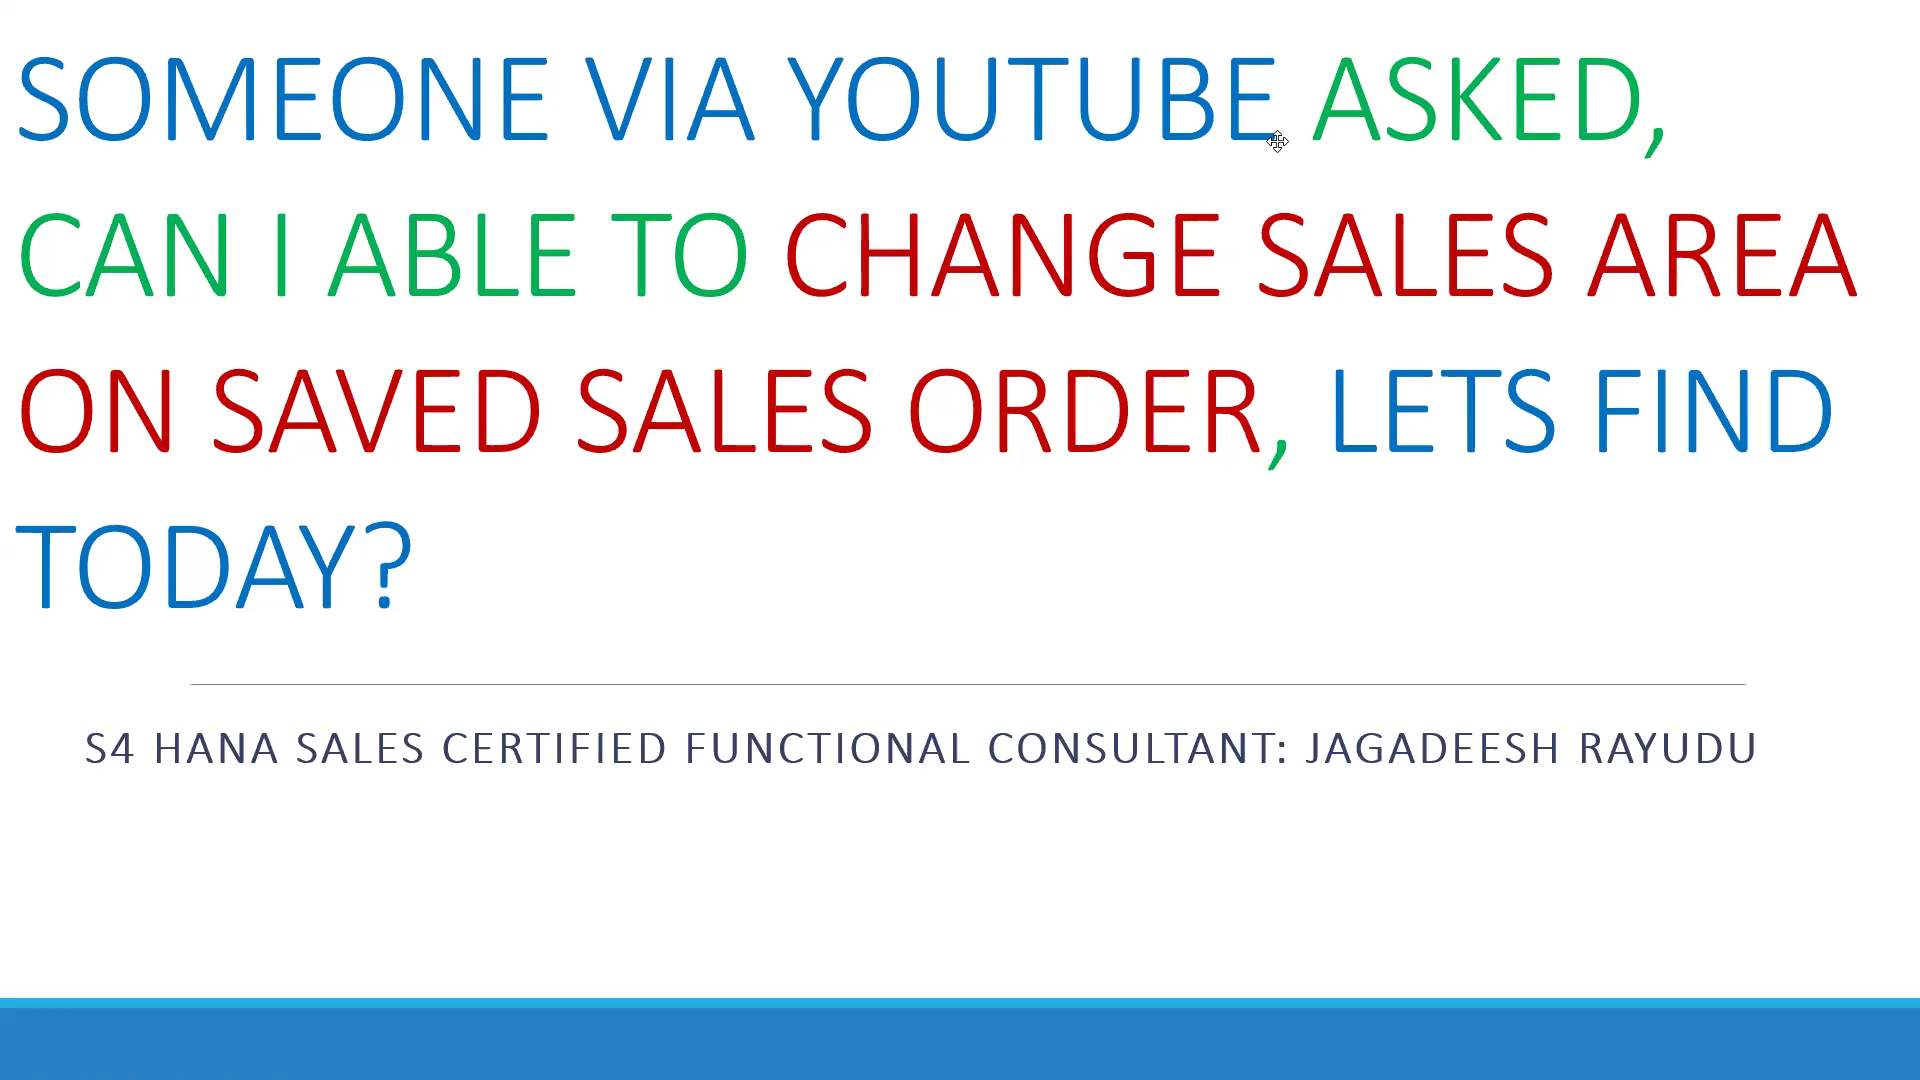 SOMEONE VIA YOUTUBE ASKED,
CAN I ABLE TO CHANGE SALES AREA
ON SAVED SALES ORDER, LETS FIND
TODAY?
S4 HANA SALES CERTIFIED FUNCTIONAL CONSULTANT: JAGADEESH RAYUDU